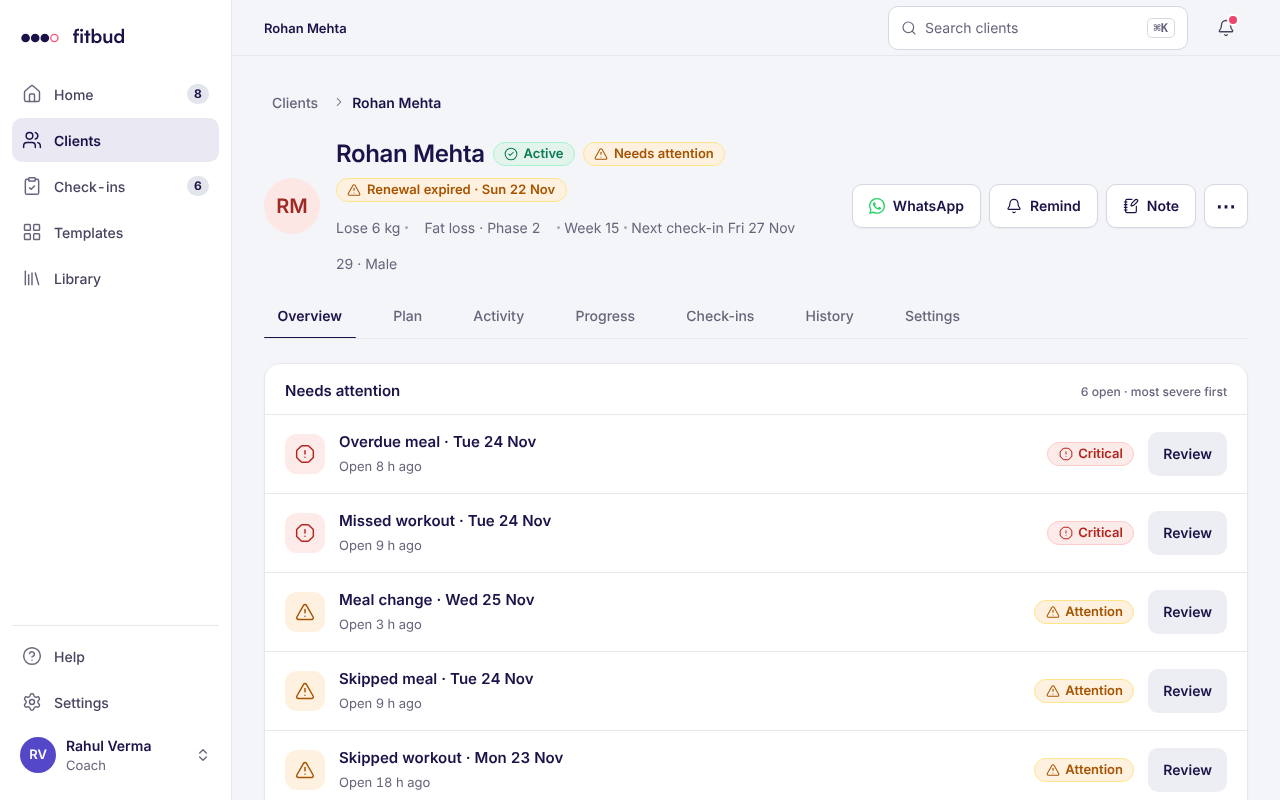 fitbud
Home 8
Clients
Check-ins 6
Templates
Library
Help
Settings
RV
Rahul Verma
Coach
Rohan Mehta
Search clients ⌘K
Clients > Rohan Mehta
RM
Rohan Mehta Active Needs attention
Renewal expired · Sun 22 Nov
Lose 6 kg · Fat loss · Phase 2 · Week 15 · Next check-in Fri 27 Nov
29 · Male
WhatsApp Remind Note ···
Overview Plan Activity Progress Check-ins History Settings
Needs attention 6 open · most severe first
Overdue meal · Tue 24 Nov
Open 8 h ago
Critical Review
Missed workout · Tue 24 Nov
Open 9 h ago
Critical Review
Meal change · Wed 25 Nov
Open 3 h ago
Attention Review
Skipped meal · Tue 24 Nov
Open 9 h ago
Attention Review
Skipped workout · Mon 23 Nov
Open 18 h ago
Attention Review